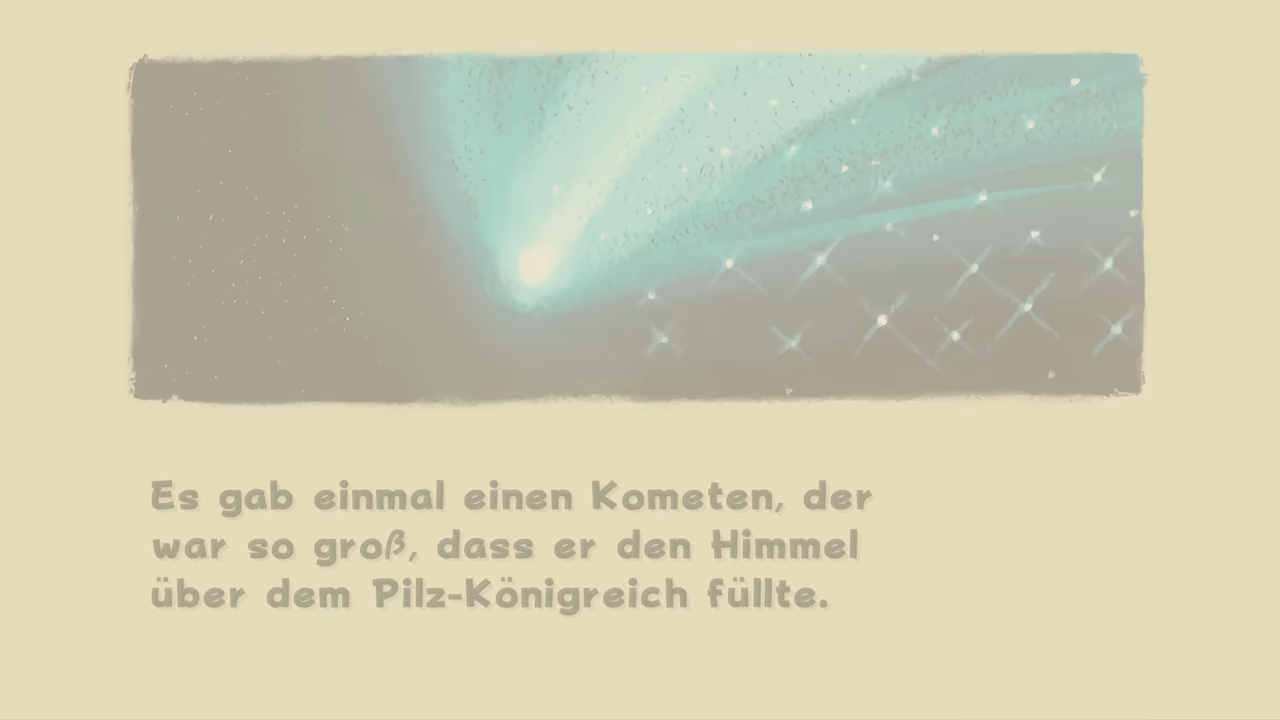 Es gab einmal einen Kometen, der
war so groß, dass er den Himmel
über dem Pilz-Königreich füllte.